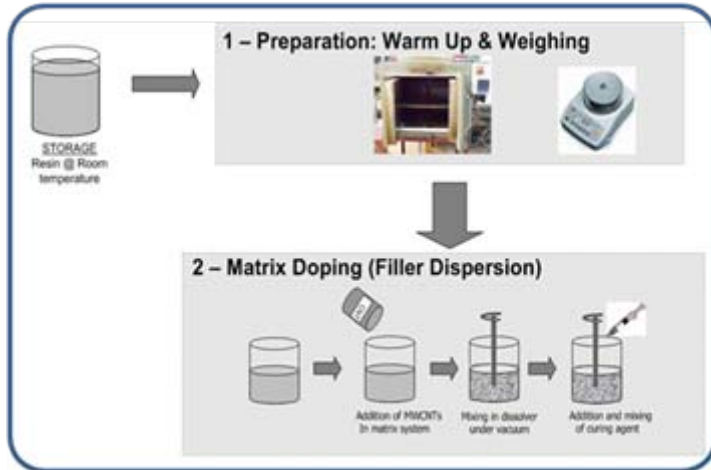 1 – Preparation: Warm Up & Weighing
STORAGE
Resin @ Room
temperature
2 – Matrix Doping (Filler Dispersion)
Addition of MWCNTs
In matrix system
Mixing in dissolver
under vacuum
Addition and mixing
of curing agent